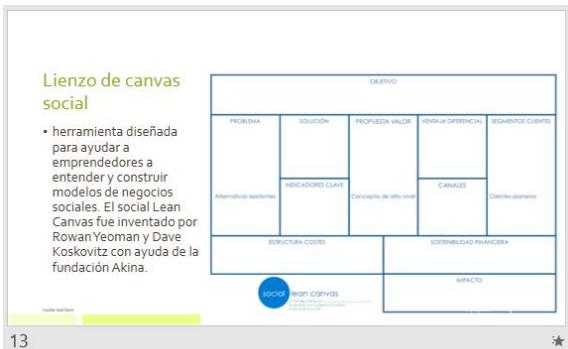 Lienzo de canvas
social
• herramienta diseñada
para ayudar a
emprendedores a
entender y construir
modelos de negocios
sociales. El social Lean
Canvas fue inventado por
Rowan Yeoman y Dave
Koskovitz con ayuda de la
fundación Akina.
OBJETIVO
PROBLEMA
Alternativas existentes
SOLUCIÓN
INDICADORES CLAVE
PROPUESTA VALOR
Concepto de alto nivel
VENTAJA DIFERENCIAL
CANALES
SEGMENTOS CLIENTES
Clientes pioneros
ESTRUCTURA COSTES
SOSTENIBILIDAD FINANCIERA
IMPACTO
social lean canvas
13